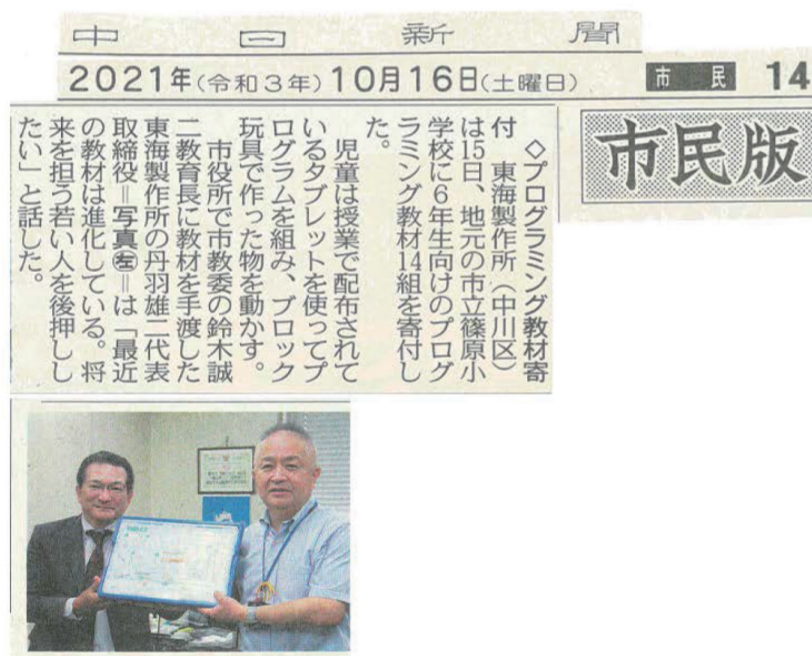 中日新聞
2021年(令和3年)10月16日(土曜日) 市民 14
市民版
◇プログラミング教材寄
付　東海製作所（中川区）
は15日、地元の市立篠原小
学校に6年生向けのプログ
ラミング教材14組を寄付し
た。
児童は授業で配布されて
いるタブレットを使ってプ
ログラムを組み、ブロック
玩具で作った物を動かす。
市役所で市教委の鈴木誠
二教育長に教材を手渡した
東海製作所の丹羽雄二代表
取締役＝写真㊧＝は「最近
の教材は進化している。将
来を担う若い人を後押しし
たい」と話した。